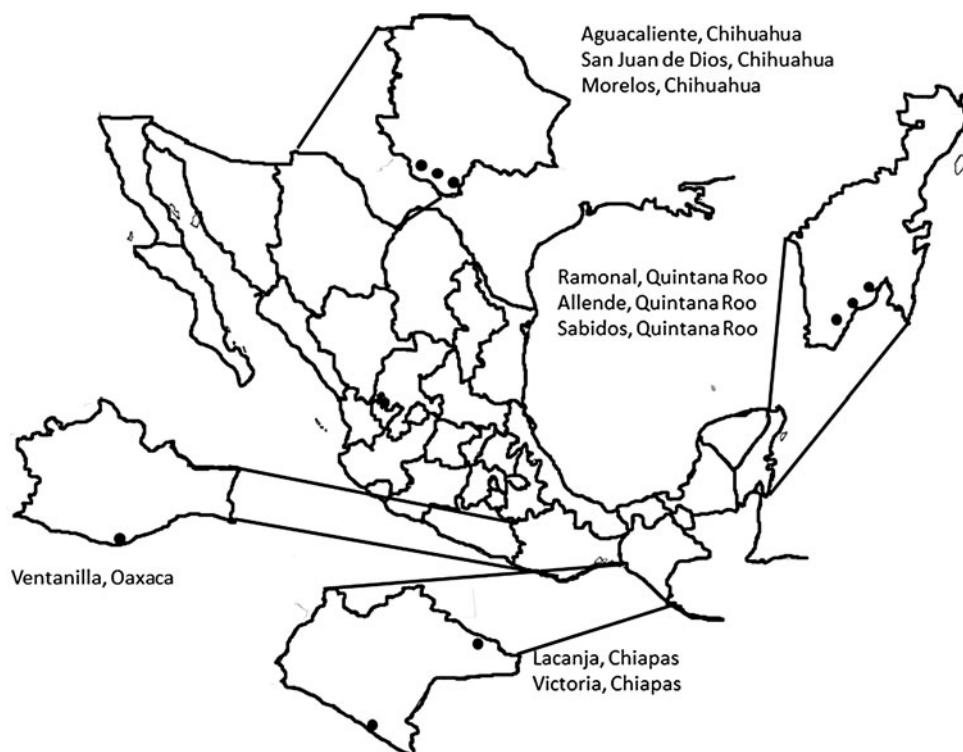 Aguacaliente, Chihuahua
San Juan de Dios, Chihuahua
Morelos, Chihuahua
Ramonal, Quintana Roo
Allende, Quintana Roo
Sabidos, Quintana Roo
Ventanilla, Oaxaca
Lacanja, Chiapas
Victoria, Chiapas